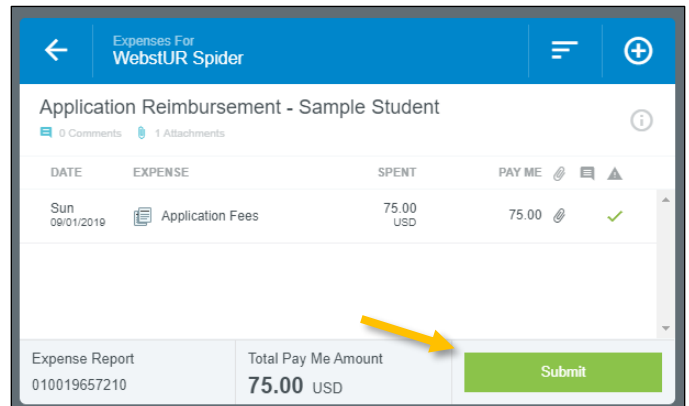 Expenses For
WebstUR Spider
Application Reimbursement - Sample Student
0 Comments 1 Attachments
DATE EXPENSE SPENT PAY ME
Sun Application Fees 75.00 75.00
09/01/2019 USD
Expense Report Total Pay Me Amount Submit
010019657210 75.00 USD